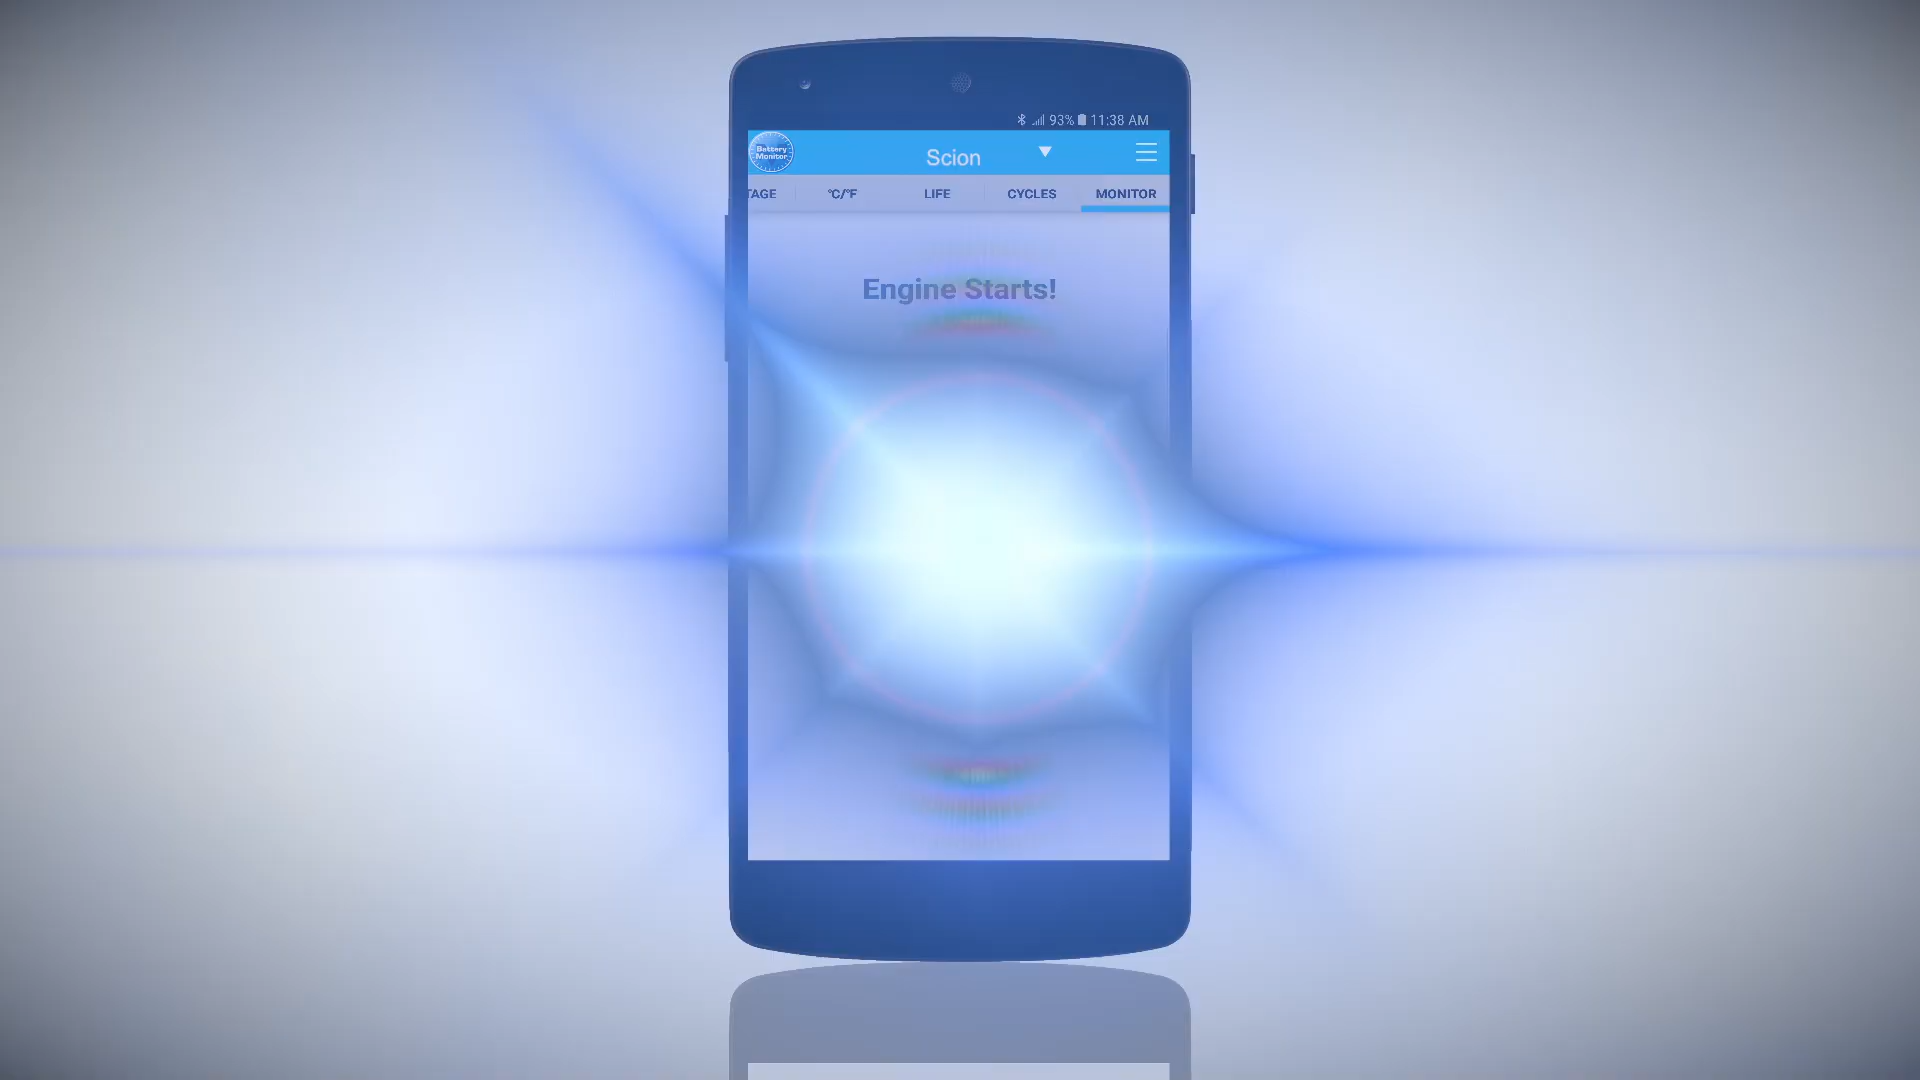 93% 11:38 AM
Battery
Monitor
Scion
TAGE °C/°F LIFE CYCLES MONITOR
Engine Starts!